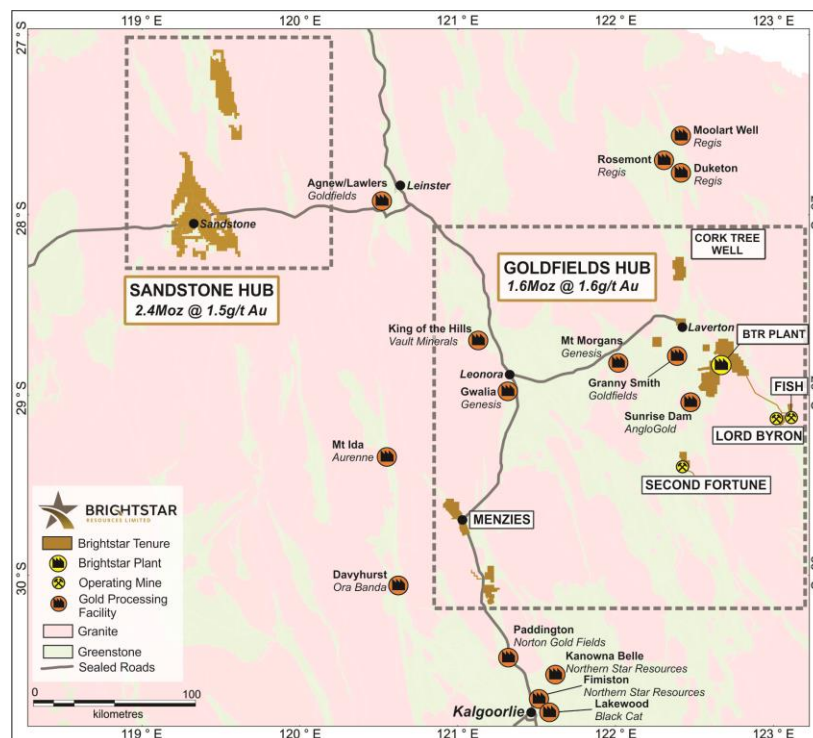 119 °E
120 °E
121 °E
122 °E
123 °E
27 °S
28 °S
29 °S
30 °S
Moolart Well
Regis
Rosemont
Regis
Duketon
Regis
Agnew/Lawlers
Goldfields
Leinster
Sandstone
SANDSTONE HUB
2.4Moz @ 1.5g/t Au
GOLDFIELDS HUB
1.6Moz @ 1.6g/t Au
CORK TREE
WELL
King of the Hills
Vault Minerals
Mt Morgans
Genesis
Laverton
BTR PLANT
Leonora
Gwalia
Genesis
Granny Smith
Goldfields
FISH
Sunrise Dam
AngloGold
LORD BYRON
Mt Ida
Aurenne
SECOND FORTUNE
MENZIES
Davyhurst
Ora Banda
Paddington
Norton Gold Fields
Kanowna Belle
Northern Star Resources
Fimiston
Northern Star Resources
Kalgoorlie
Lakewood
Black Cat
BRIGHTSTAR
RESOURCES LIMITED
Brightstar Tenure
Brightstar Plant
Operating Mine
Gold Processing
Facility
Granite
Greenstone
Sealed Roads
0
100
kilometres